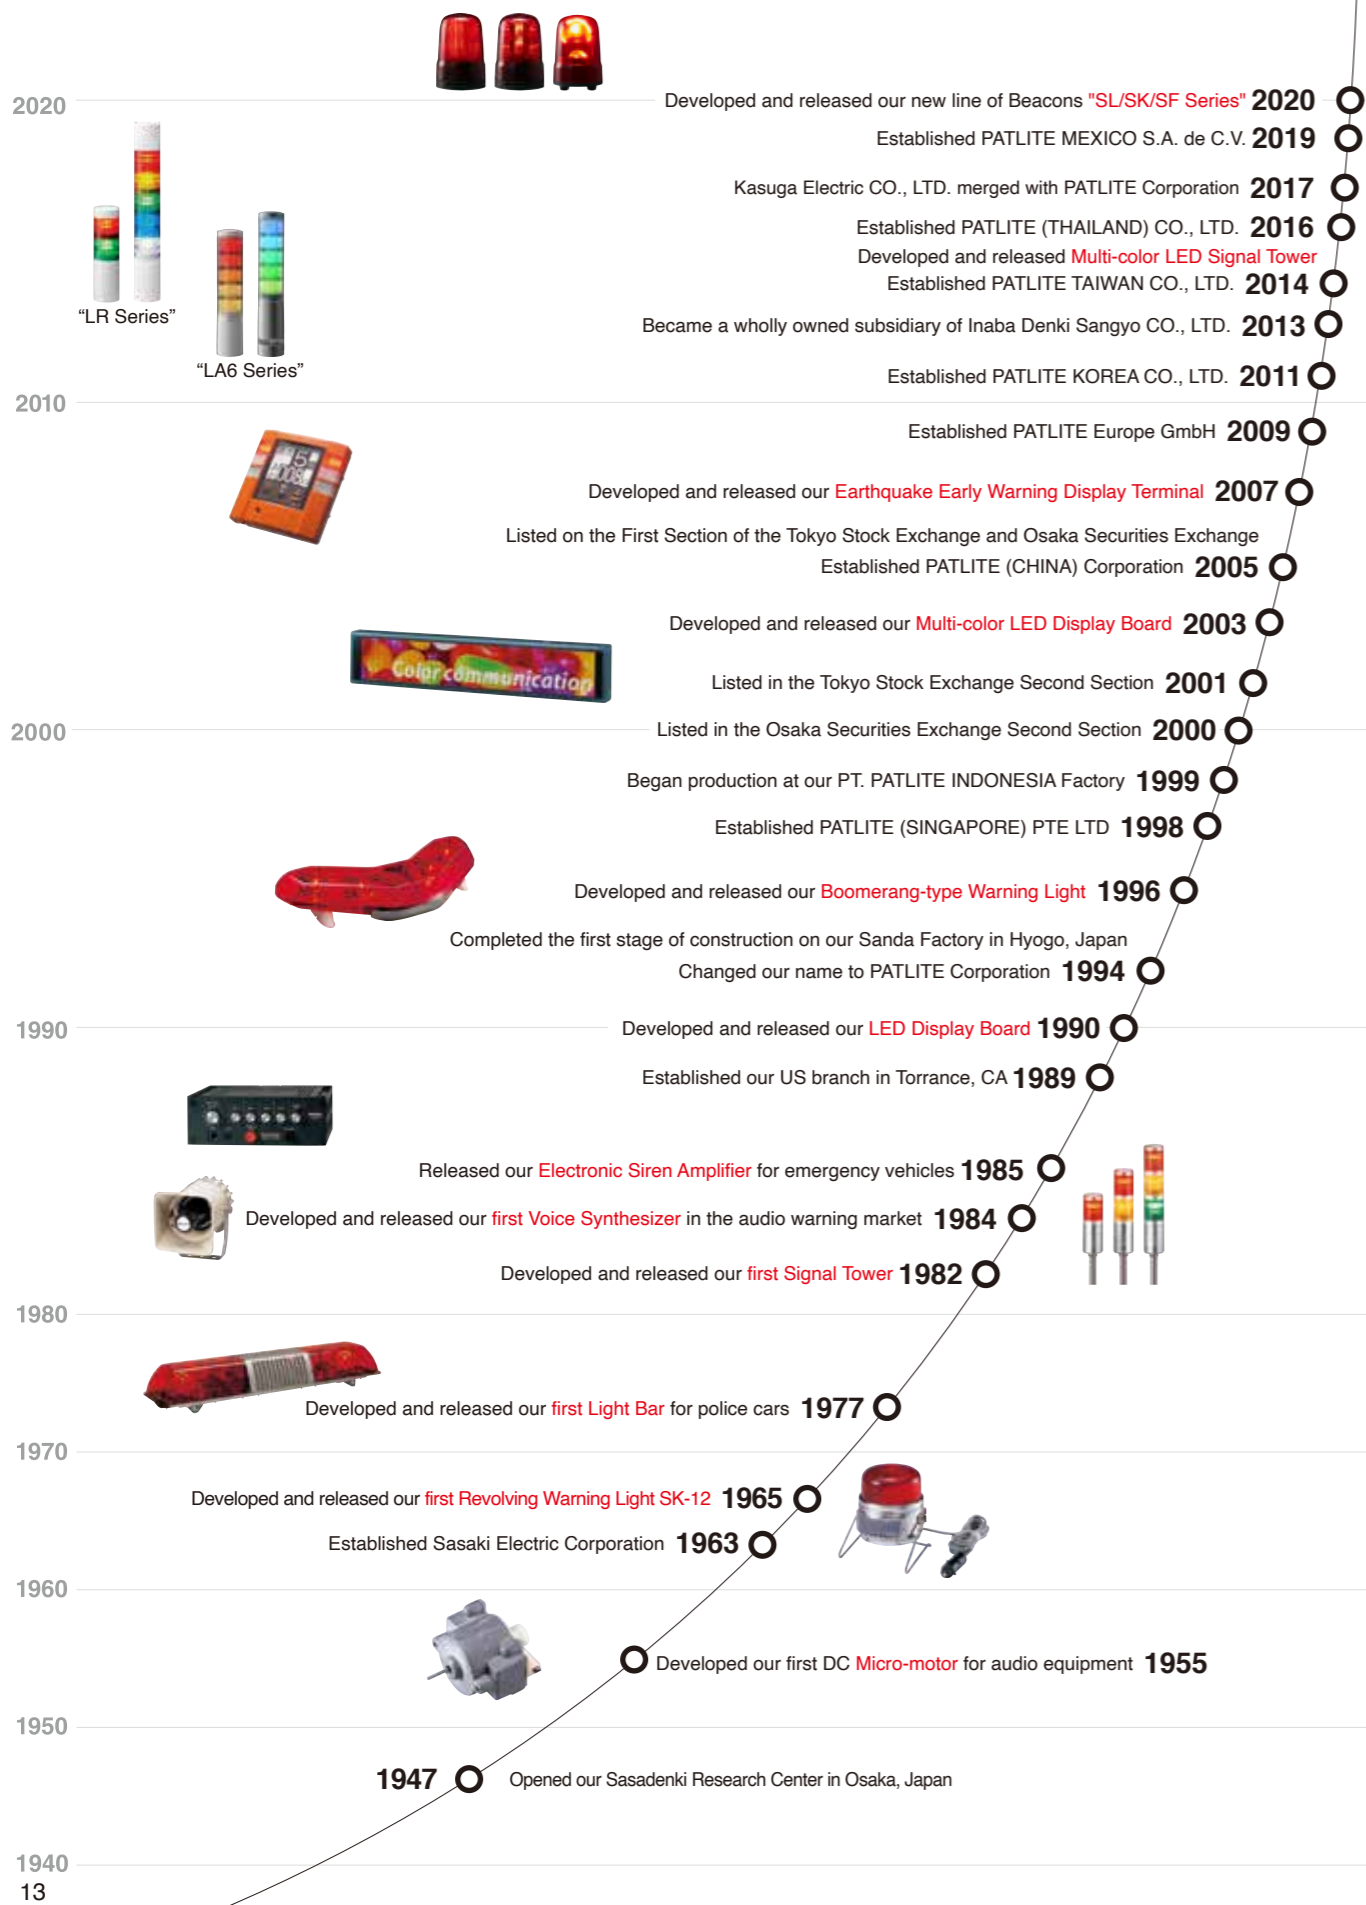 2020
Developed and released our new line of Beacons "SL/SK/SF Series" 2020
Established PATLITE MEXICO S.A. de C.V. 2019
Kasuga Electric CO., LTD. merged with PATLITE Corporation 2017
Established PATLITE (THAILAND) CO., LTD. 2016
Developed and released Multi-color LED Signal Tower
Established PATLITE TAIWAN CO., LTD. 2014
“LR Series”
Became a wholly owned subsidiary of Inaba Denki Sangyo CO., LTD. 2013
“LA6 Series”
Established PATLITE KOREA CO., LTD. 2011
2010
Established PATLITE Europe GmbH 2009
Developed and released our Earthquake Early Warning Display Terminal 2007
Listed on the First Section of the Tokyo Stock Exchange and Osaka Securities Exchange
Established PATLITE (CHINA) Corporation 2005
Developed and released our Multi-color LED Display Board 2003
Color communication
Listed in the Tokyo Stock Exchange Second Section 2001
2000
Listed in the Osaka Securities Exchange Second Section 2000
Began production at our PT. PATLITE INDONESIA Factory 1999
Established PATLITE (SINGAPORE) PTE LTD 1998
Developed and released our Boomerang-type Warning Light 1996
Completed the first stage of construction on our Sanda Factory in Hyogo, Japan
Changed our name to PATLITE Corporation 1994
1990
Developed and released our LED Display Board 1990
Established our US branch in Torrance, CA 1989
Released our Electronic Siren Amplifier for emergency vehicles 1985
Developed and released our first Voice Synthesizer in the audio warning market 1984
Developed and released our first Signal Tower 1982
1980
Developed and released our first Light Bar for police cars 1977
1970
Developed and released our first Revolving Warning Light SK-12 1965
Established Sasaki Electric Corporation 1963
1960
Developed our first DC Micro-motor for audio equipment 1955
1950
1947 Opened our Sasadenki Research Center in Osaka, Japan
1940
13